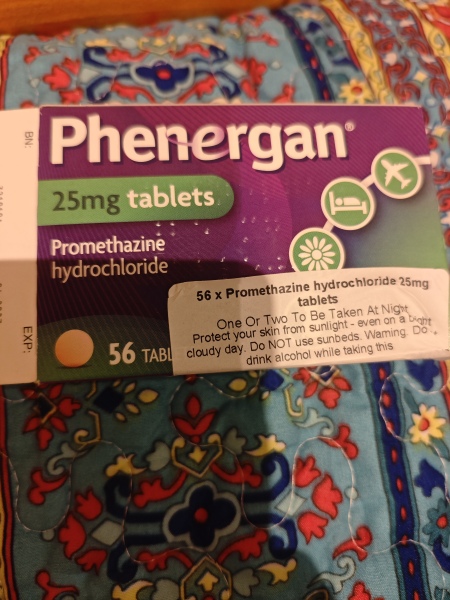 Phenergan®
25mg tablets
Promethazine
hydrochloride
BN:
EXP:
56 TABL
56 x Promethazine hydrochloride 25mg
tablets
One Or Two To Be Taken At Night
Protect your skin from sunlight - even on a bright
cloudy day. Do NOT use sunbeds. Warning. Do
drink alcohol while taking this